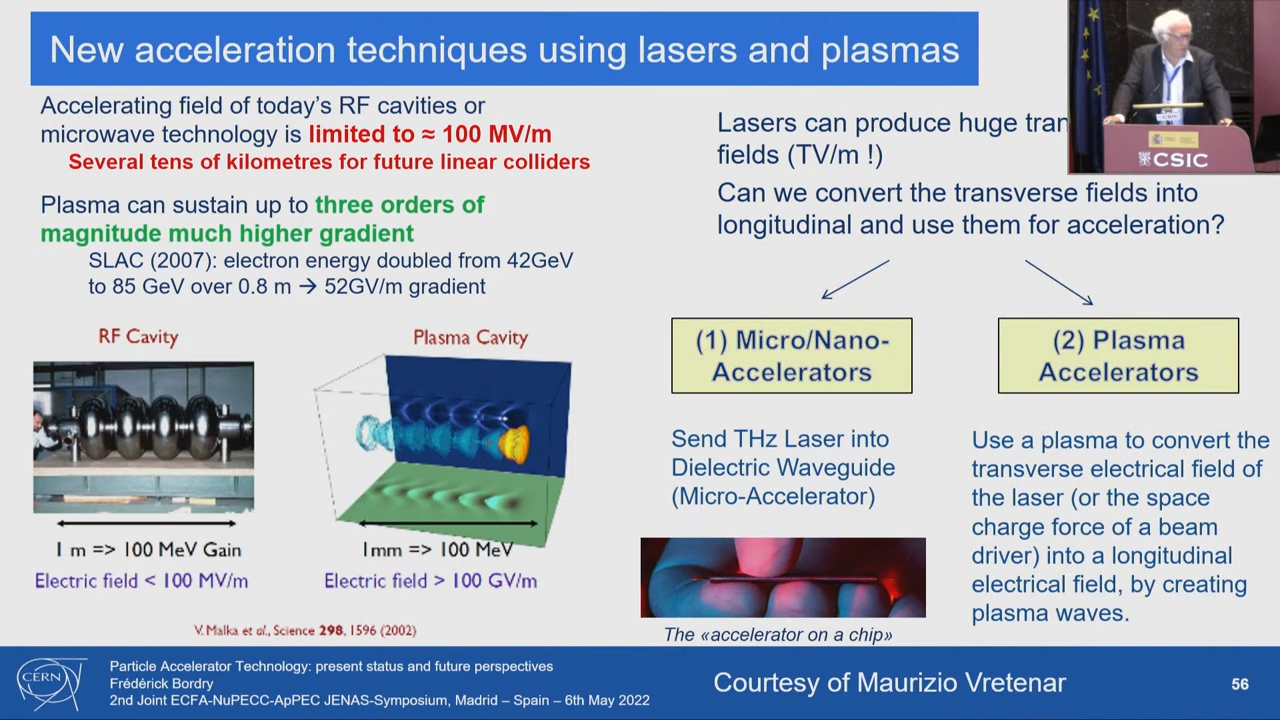 New acceleration techniques using lasers and plasmas
Accelerating field of today's RF cavities or
microwave technology is limited to ≈ 100 MV/m
Several tens of kilometres for future linear colliders
Plasma can sustain up to three orders of
magnitude much higher gradient
SLAC (2007): electron energy doubled from 42GeV
to 85 GeV over 0.8 m → 52GV/m gradient
RF Cavity
Plasma Cavity
1 m => 100 MeV Gain
1mm => 100 MeV
Electric field < 100 MV/m
Electric field > 100 GV/m
V. Malka et al., Science 298, 1596 (2002)
Lasers can produce huge
fields (TV/m !)
Can we convert the transverse fields into
longitudinal and use them for acceleration?
(1) Micro/Nano-
Accelerators
(2) Plasma
Accelerators
Send THz Laser into
Dielectric Waveguide
(Micro-Accelerator)
The «accelerator on a chip»
Use a plasma to convert the
transverse electrical field of
the laser (or the space
charge force of a beam
driver) into a longitudinal
electrical field, by creating
plasma waves.
CSIC
CERN
Particle Accelerator Technology: present status and future perspectives
Frédérick Bordry
2nd Joint ECFA-NuPECC-ApPEC JENAS-Symposium, Madrid – Spain – 6th May 2022
Courtesy of Maurizio Vretenar
56